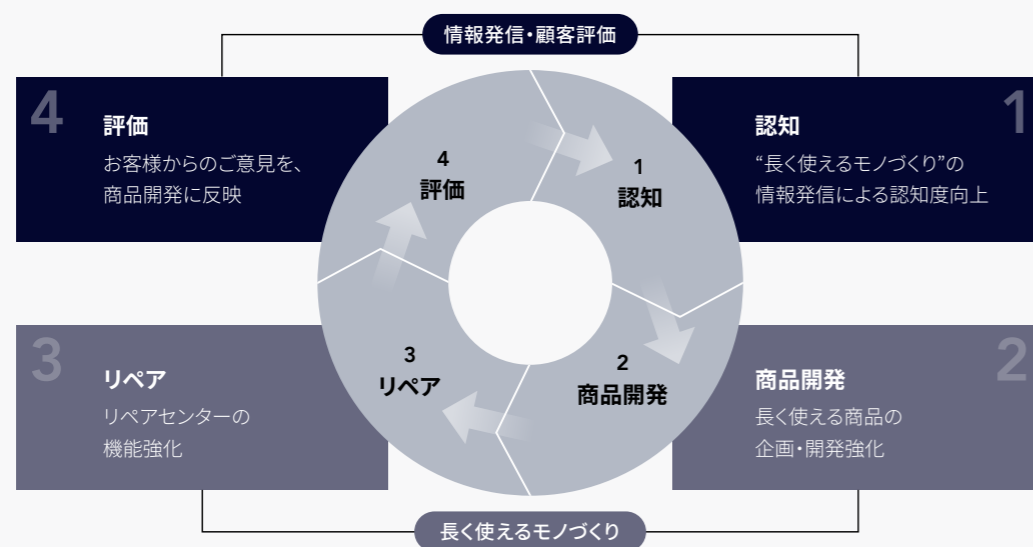 情報発信・顧客評価
4
評価
お客様からのご意見を、
商品開発に反映
1
認知
“長く使えるモノづくり”の
情報発信による認知度向上
4
評価
1
認知
3
リペア
2
商品開発
3
リペア
リペアセンターの
機能強化
2
商品開発
長く使える商品の
企画・開発強化
長く使えるモノづくり